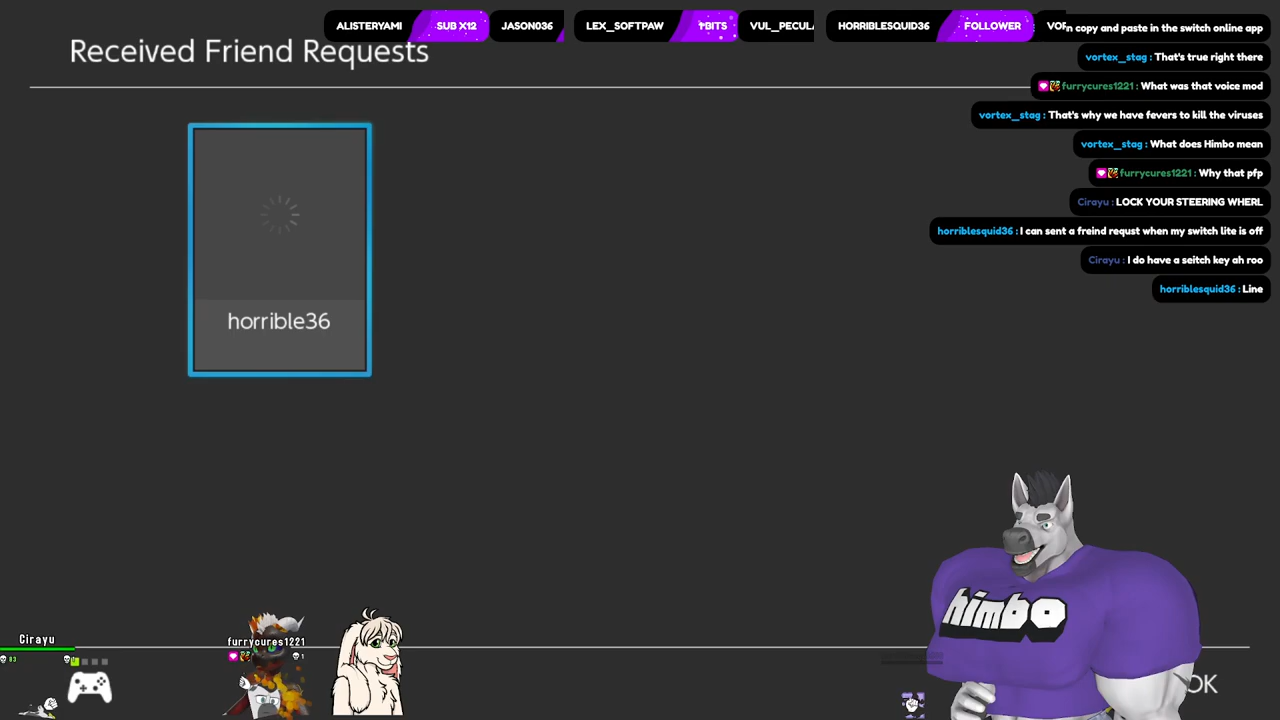 ALISTERYAMI SUB X12 JASON036 LEX_SOFTPAW 1 BITS VUL_PECUL HORRIBLESQUID36 FOLLOWER
Received Friend Requests
n copy and paste in the switch online app
vortex_stag : That's true right there
furrycures1221 : What was that voice mod
vortex_stag : That's why we have fevers to kill the viruses
vortex_stag : What does Himbo mean
furrycures1221 : Why that pfp
Cirayu : LOCK YOUR STEERING WHERL
horriblesquid36 : I can sent a freind requst when my switch lite is off
Cirayu : I do have a seitch key ah roo
horriblesquid36 : Line
horrible36
himbo
Cirayu
furrycures1221
83
1
OK